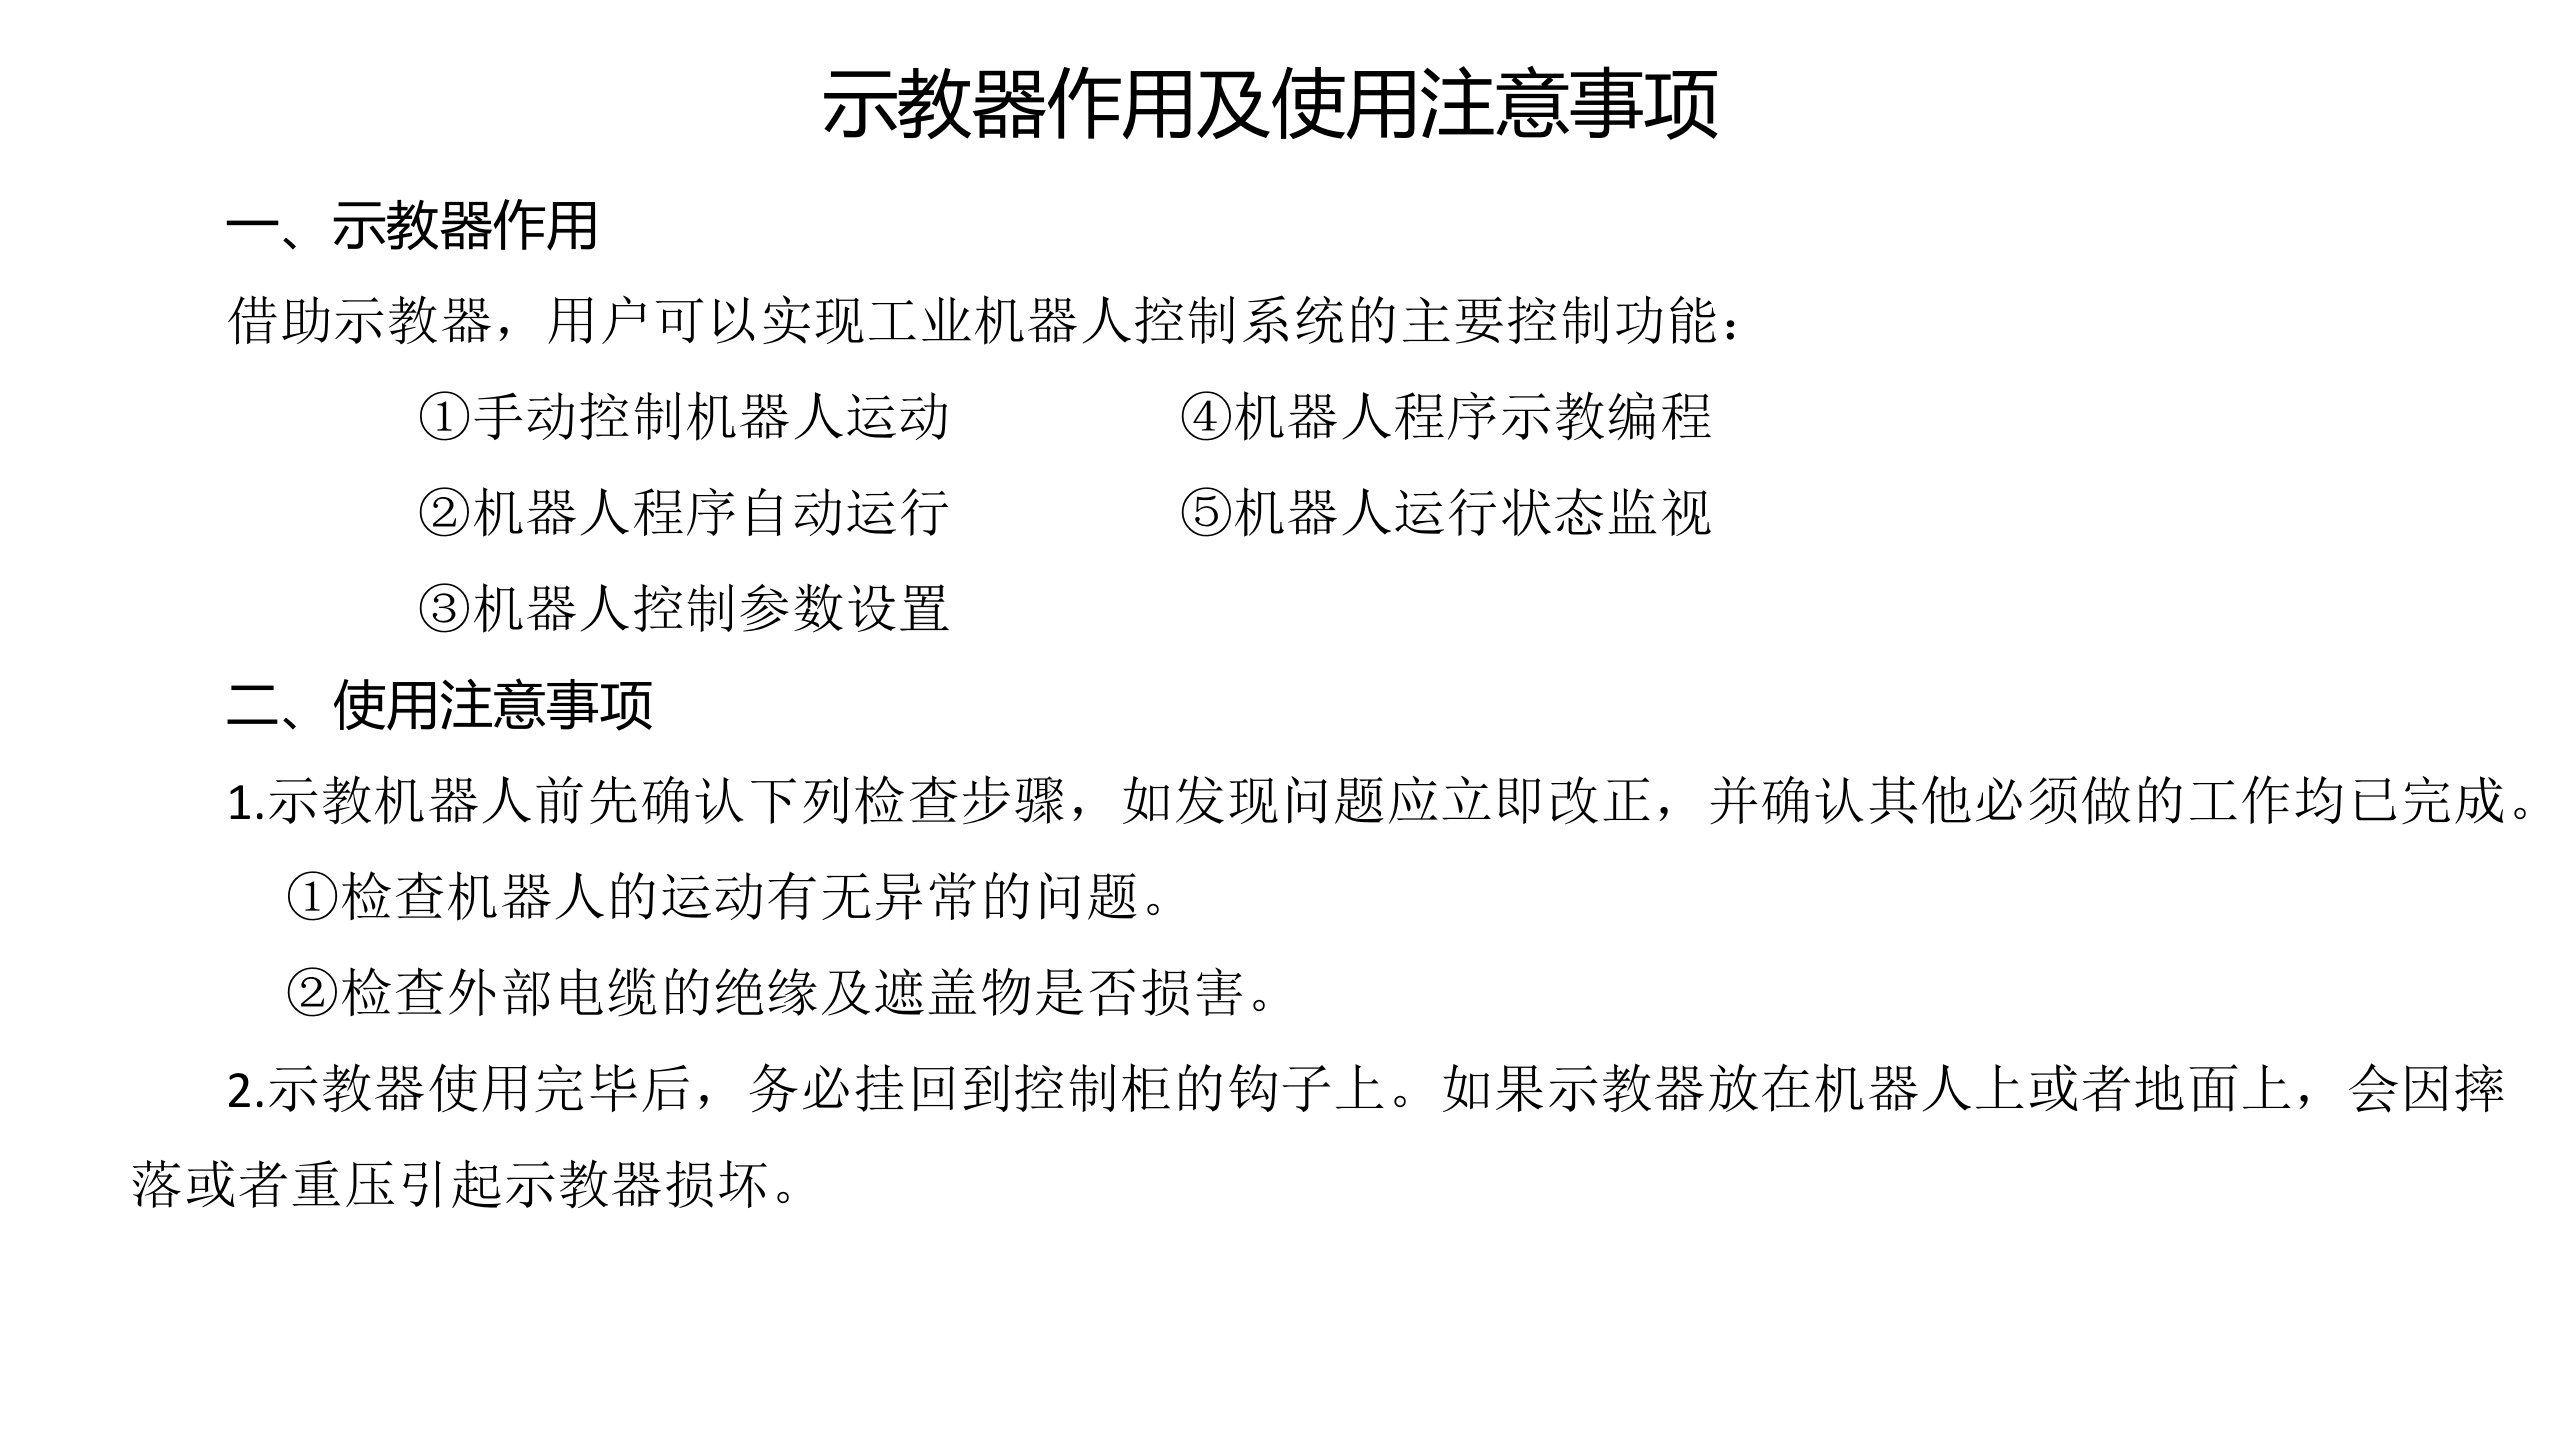 示教器作用及使用注意事项
一、示教器作用
借助示教器，用户可以实现工业机器人控制系统的主要控制功能：
①手动控制机器人运动 ④机器人程序示教编程
②机器人程序自动运行 ⑤机器人运行状态监视
③机器人控制参数设置
二、使用注意事项
1.示教机器人前先确认下列检查步骤，如发现问题应立即改正，并确认其他必须做的工作均已完成。
①检查机器人的运动有无异常的问题。
②检查外部电缆的绝缘及遮盖物是否损害。
2.示教器使用完毕后，务必挂回到控制柜的钩子上。如果示教器放在机器人上或者地面上，会因摔
落或者重压引起示教器损坏。